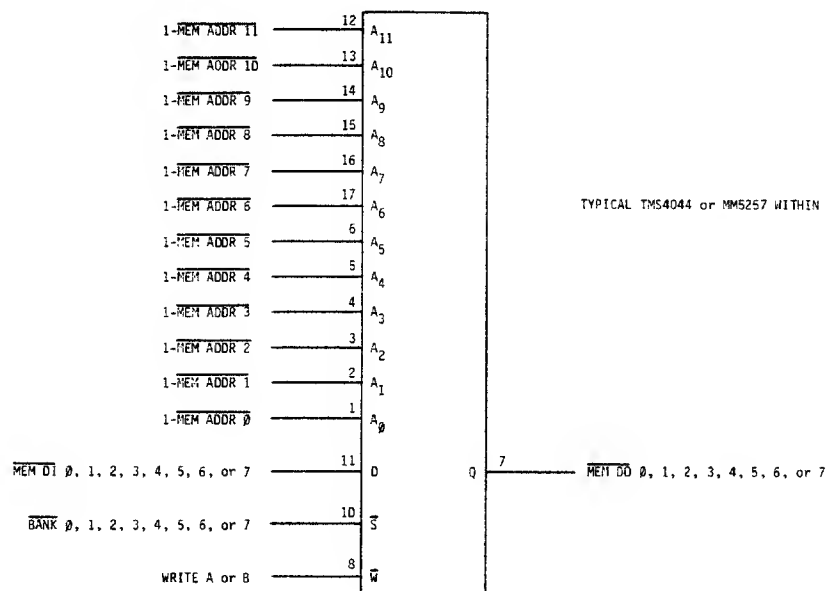 1-MEM ADDR 11 12 A11
1-MEM ADDR 10 13 A10
1-MEM ADDR 9 14 A9
1-MEM ADDR 8 15 A8
1-MEM ADDR 7 16 A7
1-MEM ADDR 6 17 A6
TYPICAL TMS4044 or MM5257 WITHIN
1-MEM ADDR 5 6 A5
1-MEM ADDR 4 5 A4
1-MEM ADDR 3 4 A3
1-MEM ADDR 2 3 A2
1-MEM ADDR 1 2 A1
1-MEM ADDR Ø 1 AØ
MEM DI Ø, 1, 2, 3, 4, 5, 6, or 7 11 D Q 7 MEM DO Ø, 1, 2, 3, 4, 5, 6, or 7
BANK Ø, 1, 2, 3, 4, 5, 6, or 7 10 S
WRITE A or B 8 W